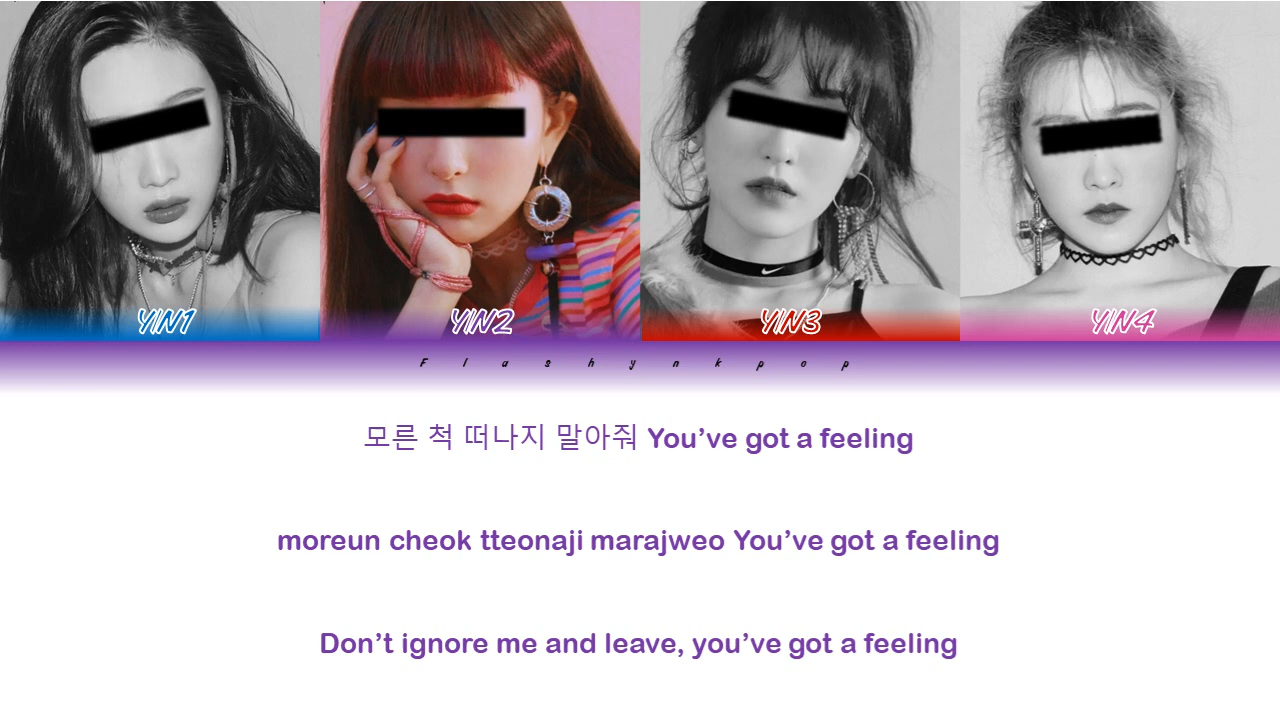 YIN1 YIN2 YIN3 YIN4
Flashynkpop
모른 척 떠나지 말아줘 You’ve got a feeling
moreun cheok tteonaji marajweo You’ve got a feeling
Don’t ignore me and leave, you’ve got a feeling